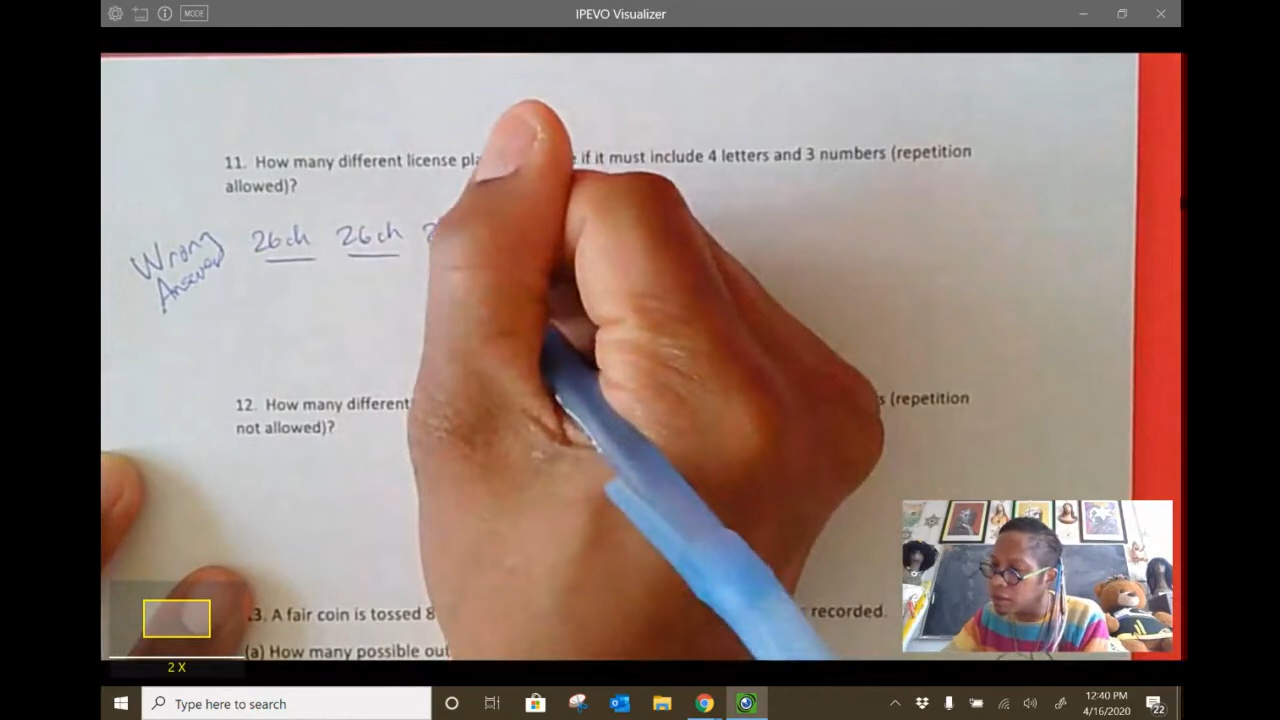 MODE
IPEVO Visualizer
11. How many different license if it must include 4 letters and 3 numbers (repetition
allowed)?
Wrong
Answer
26ch 26ch
12. How many different (repetition
not allowed)?
3. A fair coin is tossed 8 recorded.
(a) How many possible
2 X
Type here to search
12:40 PM
4/16/2020
22